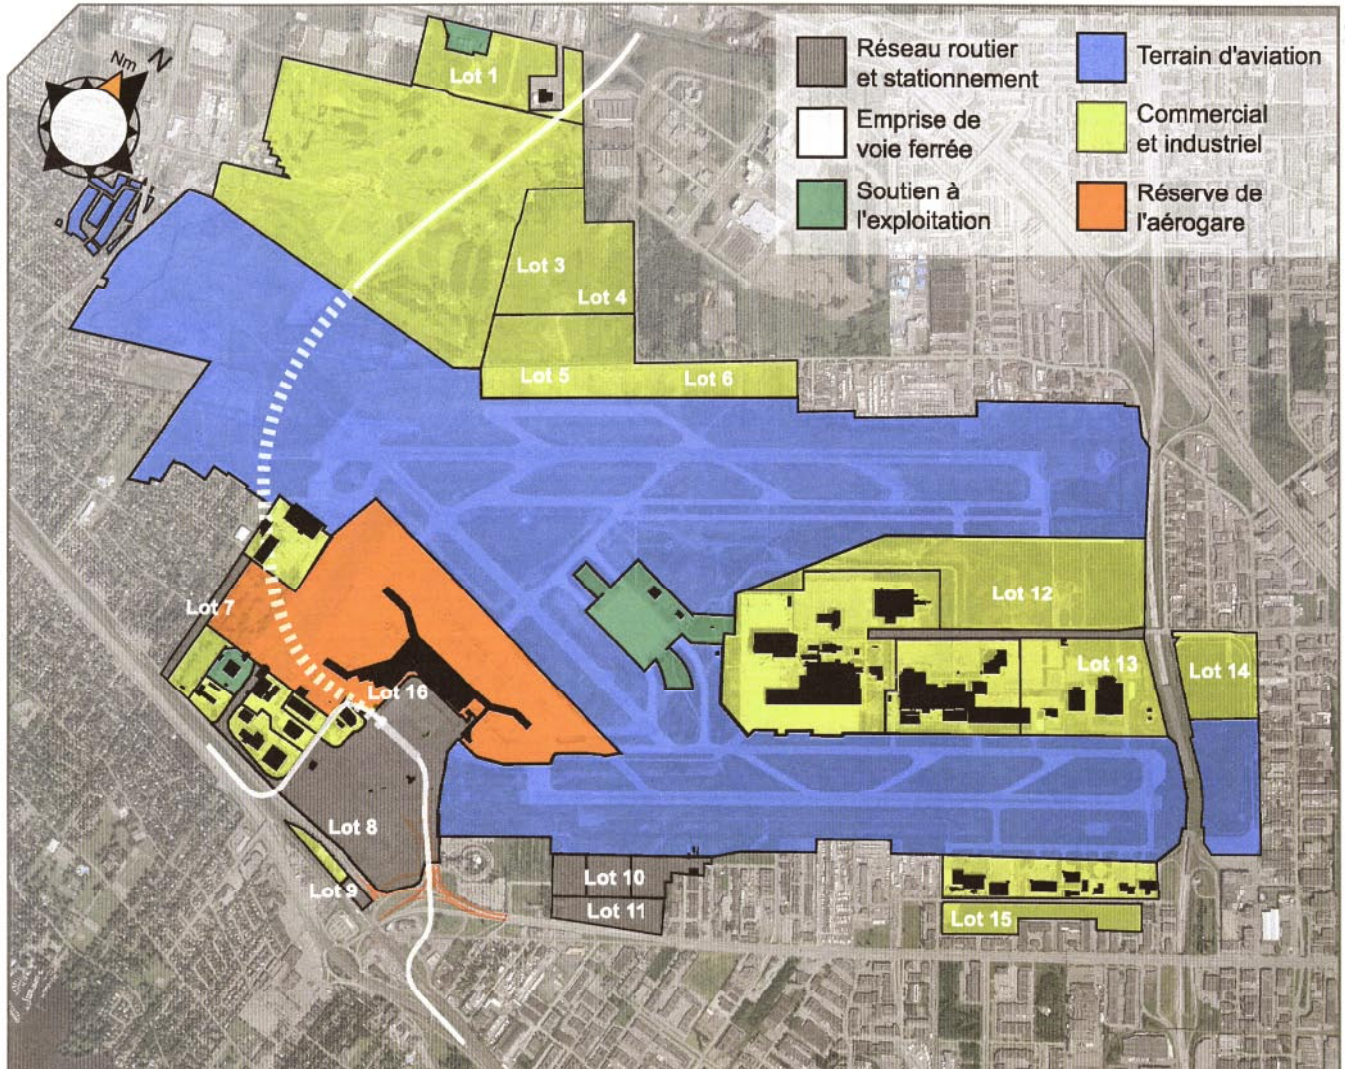 Nm
N
Réseau routier
et stationnement
Terrain d'aviation
Emprise de
voie ferrée
Commercial
et industriel
Soutien à
l'exploitation
Réserve de
l'aérogare
Lot 1
Lot 3
Lot 4
Lot 5
Lot 6
Lot 7
Lot 12
Lot 13
Lot 14
Lot 16
Lot 8
Lot 9
Lot 10
Lot 11
Lot 15